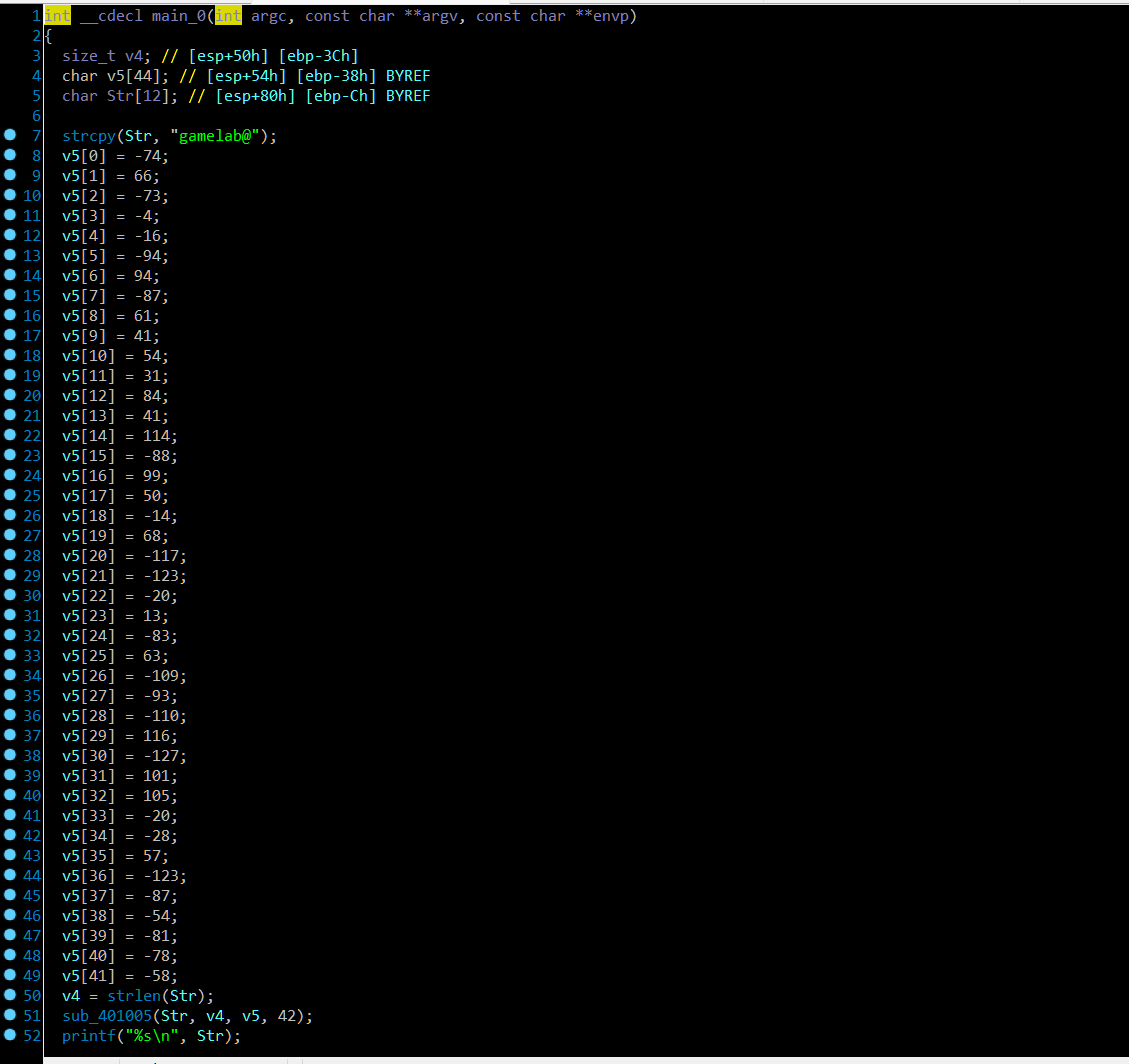 1 int __cdecl main_0(int argc, const char **argv, const char **envp)
2 {
3 size_t v4; // [esp+50h] [ebp-3Ch]
4 char v5[44]; // [esp+54h] [ebp-38h] BYREF
5 char Str[12]; // [esp+80h] [ebp-Ch] BYREF
6
7 strcpy(Str, "gamelab@");
8 v5[0] = -74;
9 v5[1] = 66;
10 v5[2] = -73;
11 v5[3] = -4;
12 v5[4] = -16;
13 v5[5] = -94;
14 v5[6] = 94;
15 v5[7] = -87;
16 v5[8] = 61;
17 v5[9] = 41;
18 v5[10] = 54;
19 v5[11] = 31;
20 v5[12] = 84;
21 v5[13] = 41;
22 v5[14] = 114;
23 v5[15] = -88;
24 v5[16] = 99;
25 v5[17] = 50;
26 v5[18] = -14;
27 v5[19] = 68;
28 v5[20] = -117;
29 v5[21] = -123;
30 v5[22] = -20;
31 v5[23] = 13;
32 v5[24] = -83;
33 v5[25] = 63;
34 v5[26] = -109;
35 v5[27] = -93;
36 v5[28] = -110;
37 v5[29] = 116;
38 v5[30] = -127;
39 v5[31] = 101;
40 v5[32] = 105;
41 v5[33] = -20;
42 v5[34] = -28;
43 v5[35] = 57;
44 v5[36] = -123;
45 v5[37] = -87;
46 v5[38] = -54;
47 v5[39] = -81;
48 v5[40] = -78;
49 v5[41] = -58;
50 v4 = strlen(Str);
51 sub_401005(Str, v4, v5, 42);
52 printf("%s\n", Str);